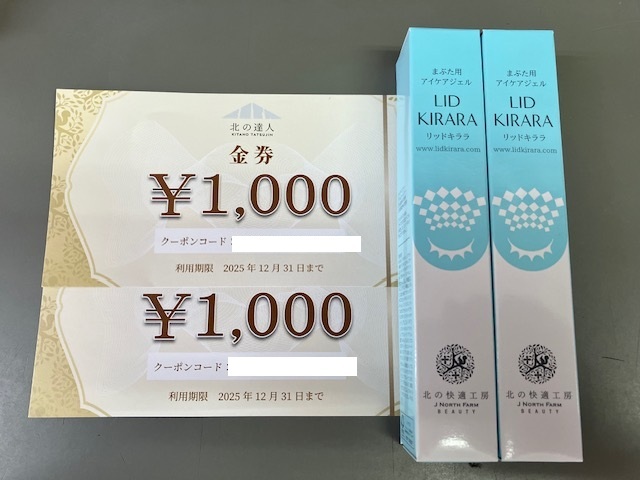 北の達人
KITANO TATSUJIN
金券
¥1,000
クーポンコード:
利用期限 2025年12月31日まで
¥1,000
クーポンコード:
利用期限 2025年12月31日まで
まぶた用
アイケアジェル
LID
KIRARA
リッドキララ
www.lidkirara.com
北の快適工房
J NORTH FARM
BEAUTY
まぶた用
アイケアジェル
LID
KIRARA
リッドキララ
www.lidkirara.com
北の快適工房
J NORTH FARM
BEAUTY